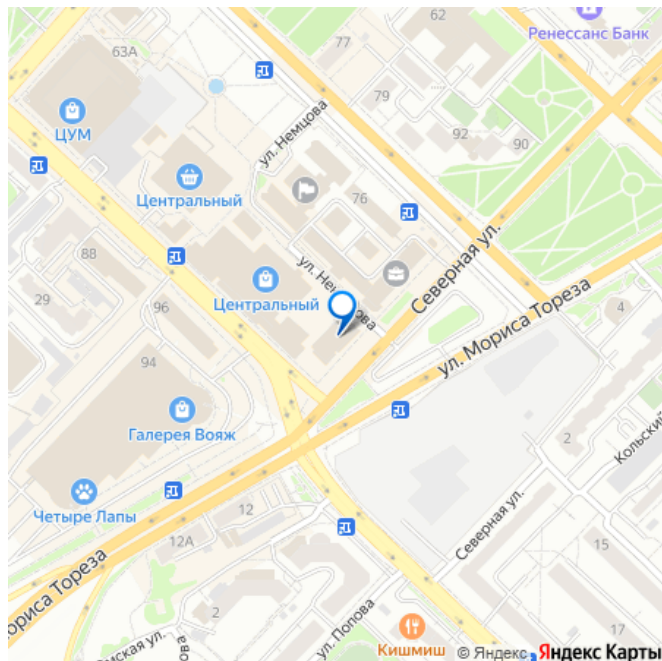 62
Ренессанс Банк
63А
77
79
92
90
ЦУМ
ул. Немцова
Центральный
76
Северная ул.
88
ул. Немцова
29
Центральный
96
ул. Мориса Тореза
4
94
Галерея Вояж
2
Кольский
Четыре Лапы
12
12А
Северная ул.
15
ориса Тореза
2
ул. Попова
17
Кишмиш
© Яндекс
Яндекс Карты